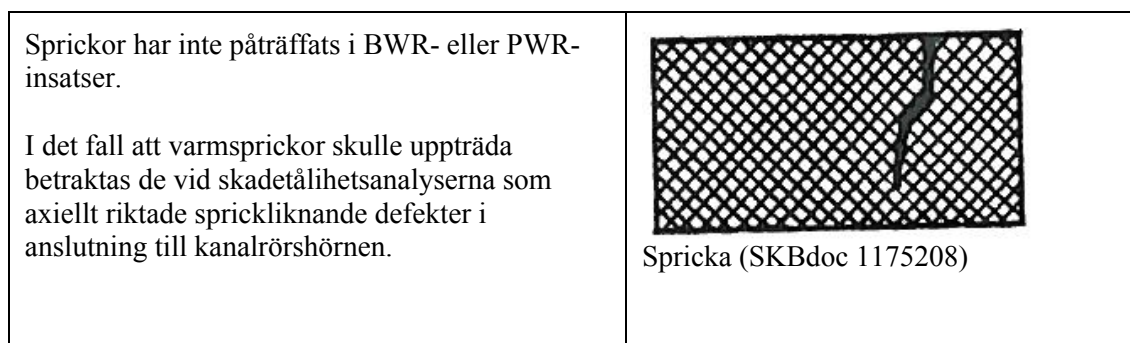 Sprickor har inte påträffats i BWR- eller PWR-
insatser.
I det fall att varmsprickor skulle uppträda
betraktas de vid skadetålihetsanalyserna som
axiellt riktade sprickliknande defekter i
anslutning till kanalrörshörnen.
Spricka (SKBdoc 1175208)